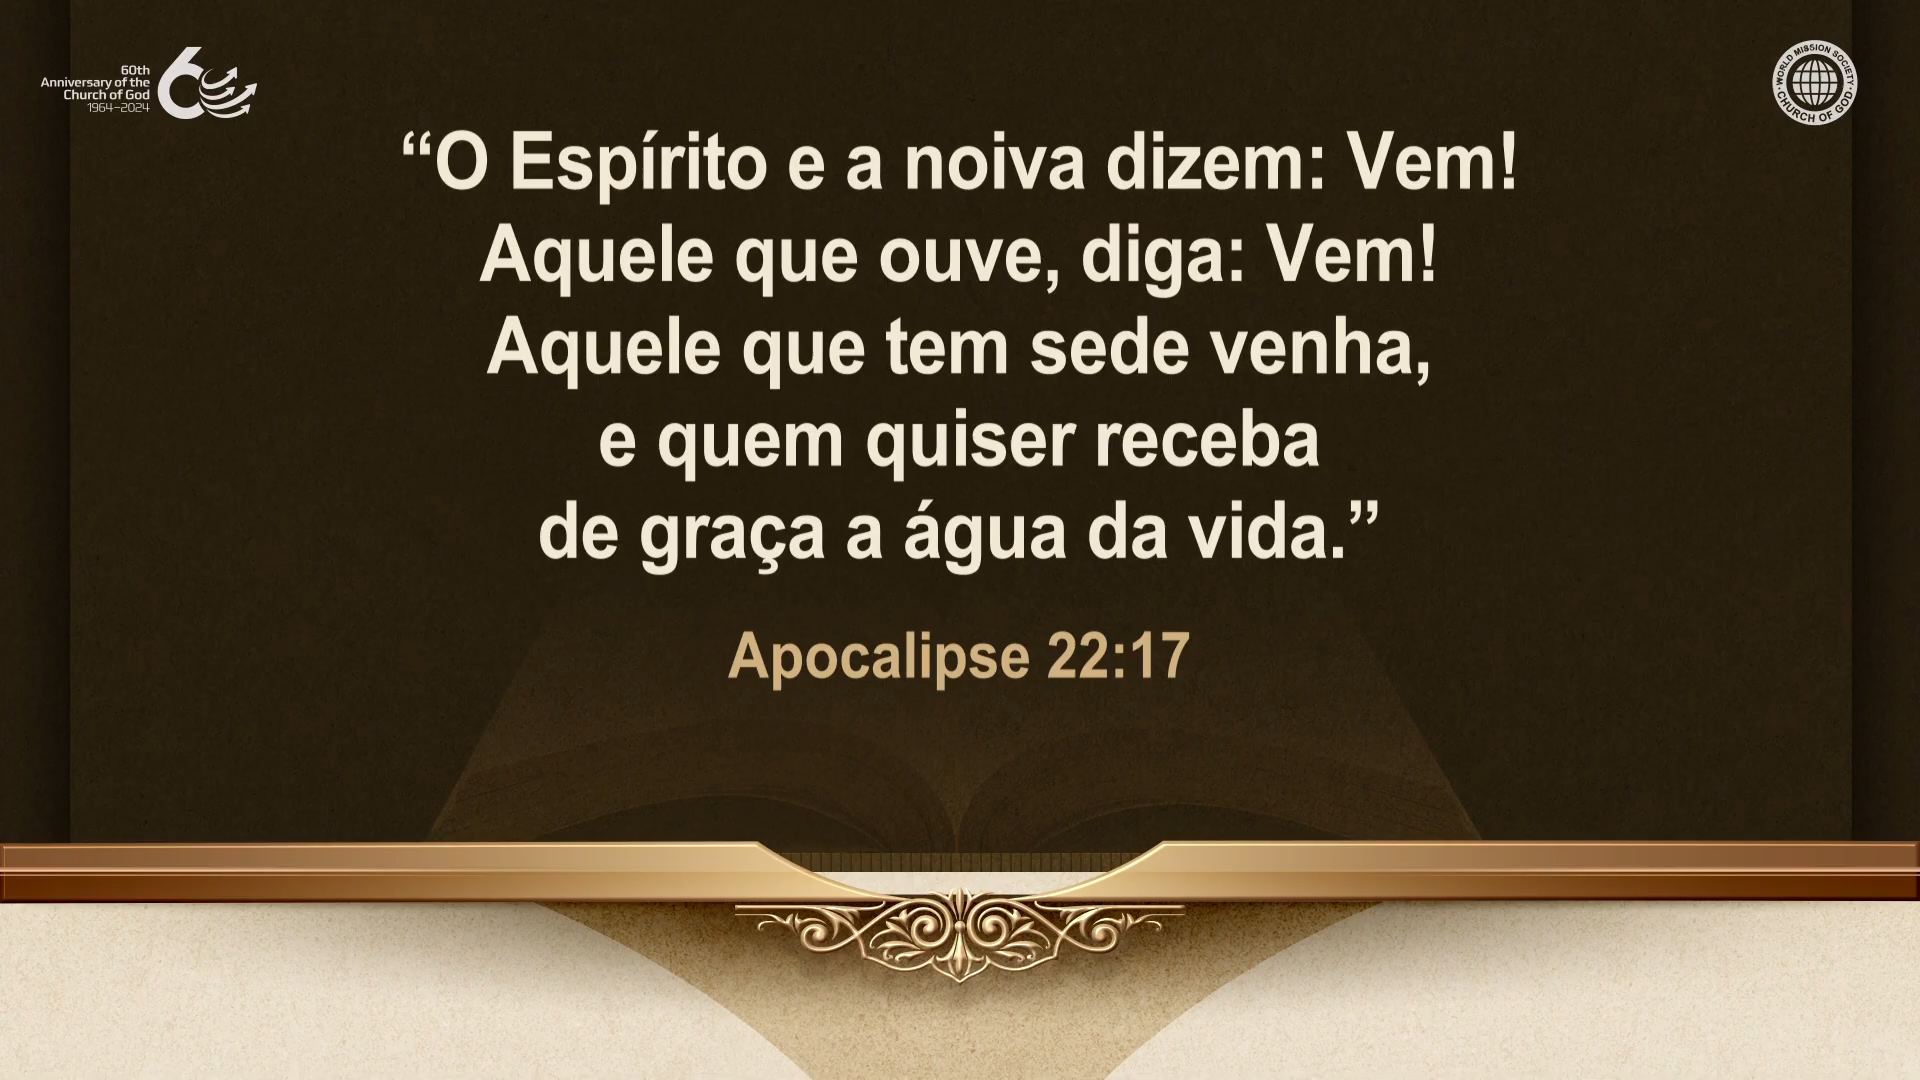 60th
Anniversary of the
Church of God
1964–2024
WORLD MISSION SOCIETY
CHURCH OF GOD
“O Espírito e a noiva dizem: Vem!
Aquele que ouve, diga: Vem!
Aquele que tem sede venha,
e quem quiser receba
de graça a água da vida.”
Apocalipse 22:17